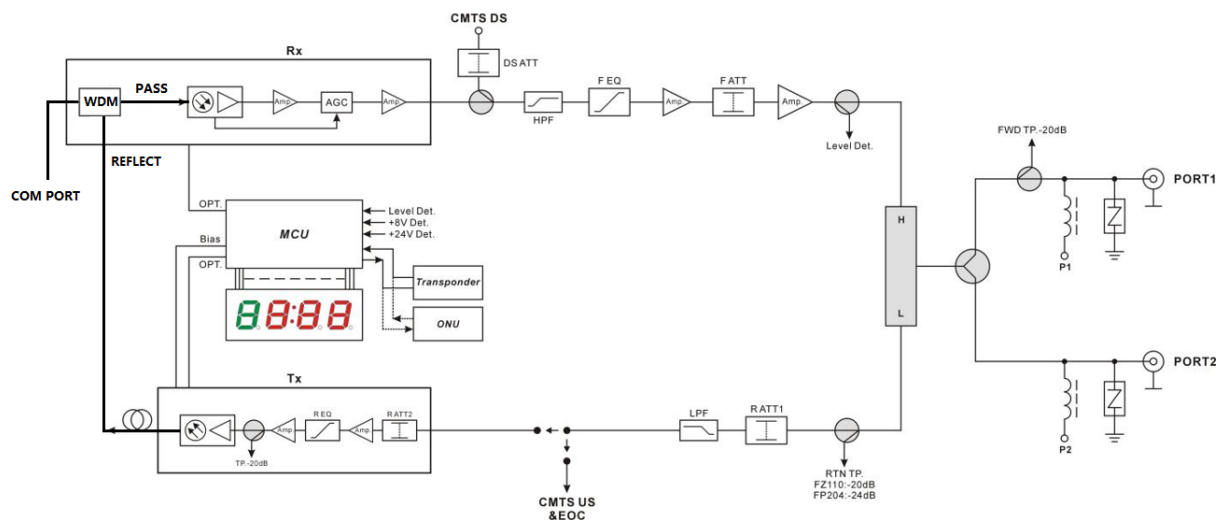 CMTS DS
Rx
DS ATT
WDM
PASS
Amp.
AGC
Amp.
HPF
F EQ
Amp.
F ATT
Amp.
Level Det.
REFLECT
COM PORT
FWD TP.-20dB
PORT1
P1
OPT.
MCU
Level Det.
+8V Det.
+24V Det.
Bias
OPT.
Transponder
ONU
8 88:88
H
L
PORT2
P2
Tx
TP.-20dB
Amp
R EQ
Amp
R ATT2
LPF
R ATT1
RTN TP.
FZ110:-20dB
FP204:-24dB
CMTS US
&EOC